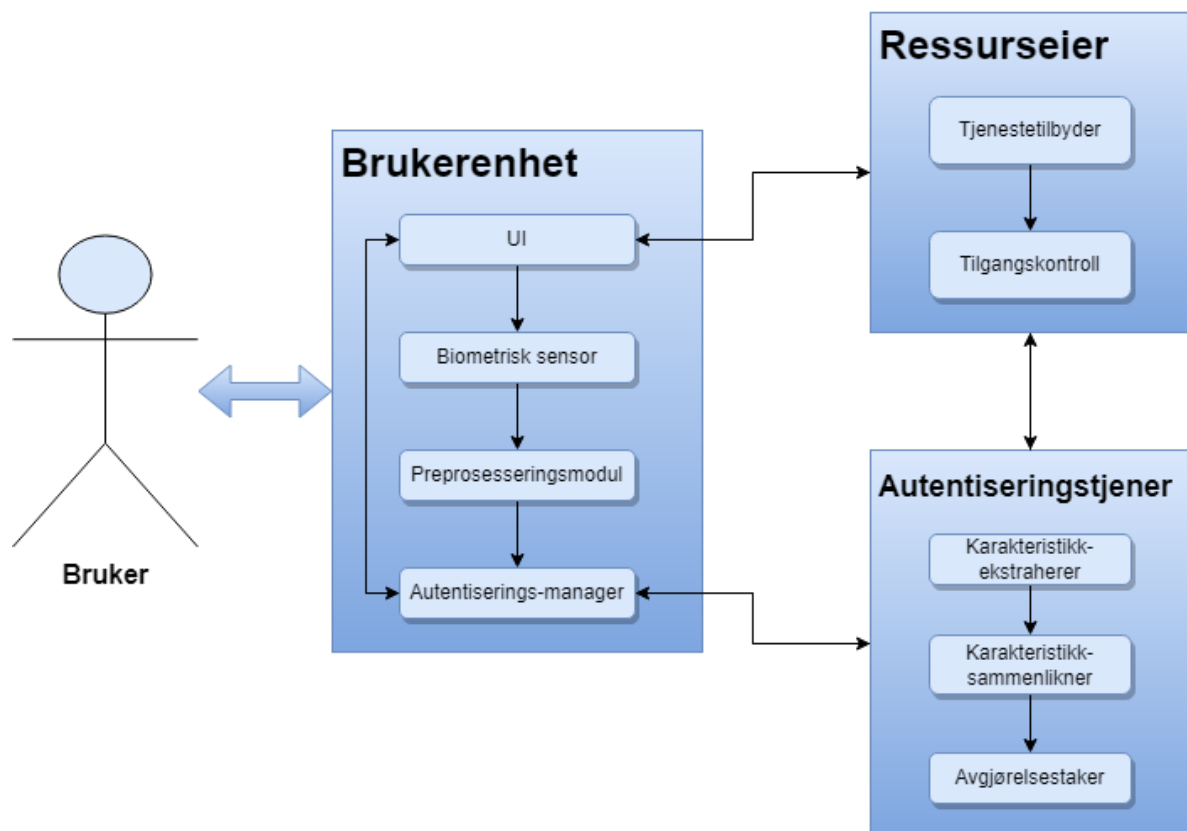 Bruker
Brukerenhet
UI
Biometrisk sensor
Preprosesseringsmodul
Autentiserings-manager
Ressurseier
Tjenestetilbyder
Tilgangskontroll
Autentiseringstjener
Karakteristikk-
ekstraherer
Karakteristikk-
sammenlikner
Avgjørelsestaker